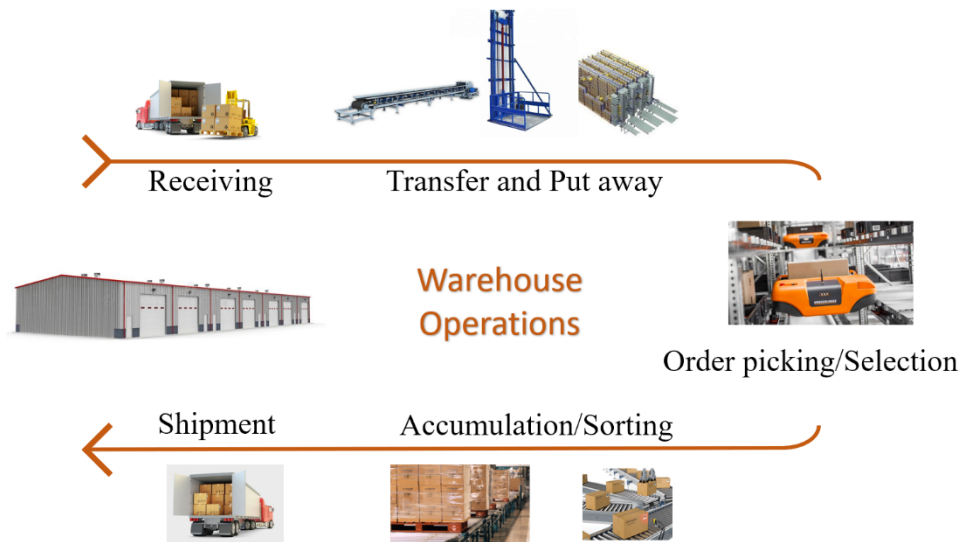 Receiving
Transfer and Put away
Warehouse
Operations
Order picking/Selection
Shipment
Accumulation/Sorting